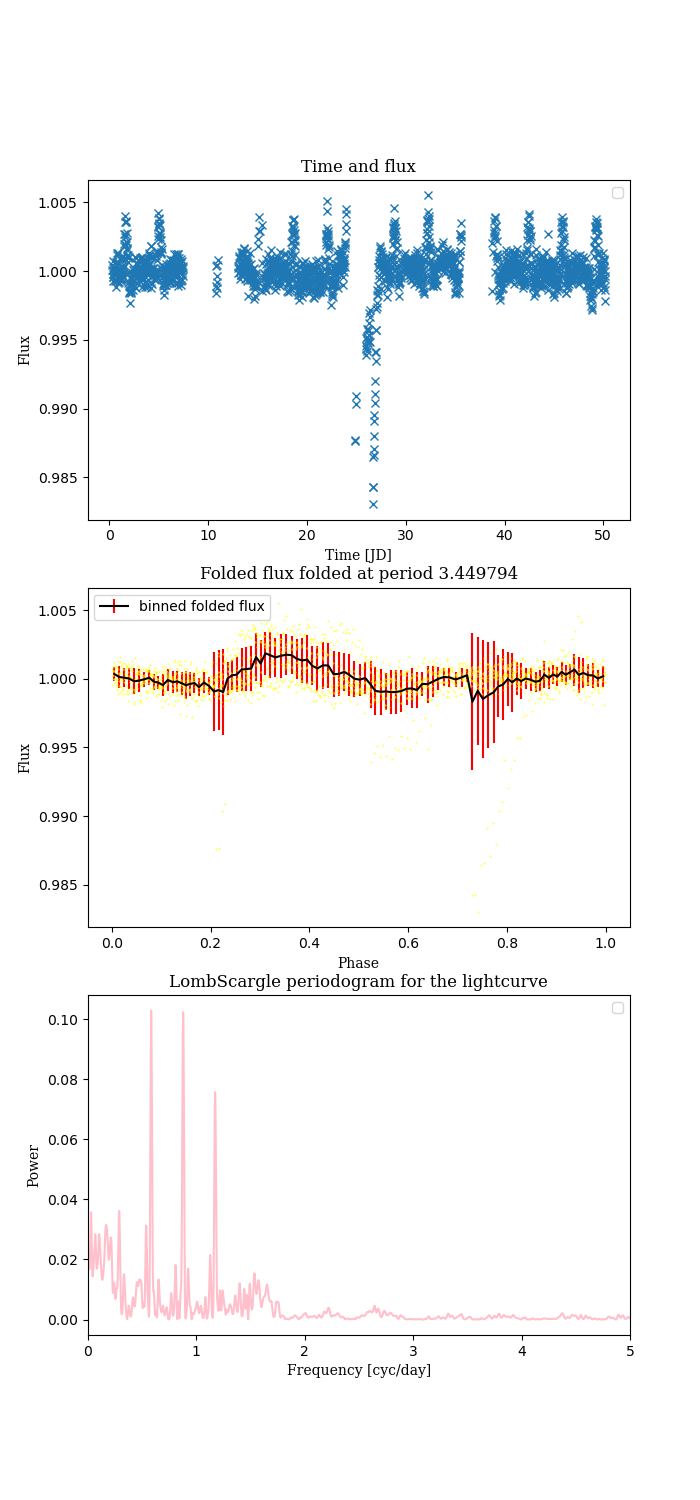 Time and flux
1.005
1.000
0.995
0.990
0.985
Flux
0 10 20 30 40 50
Time [JD]
Folded flux folded at period 3.449794
binned folded flux
1.005
1.000
0.995
0.990
0.985
Flux
0.0 0.2 0.4 0.6 0.8 1.0
Phase
LombScargle periodogram for the lightcurve
0.10
0.08
0.06
0.04
0.02
0.00
Power
0 1 2 3 4 5
Frequency [cyc/day]